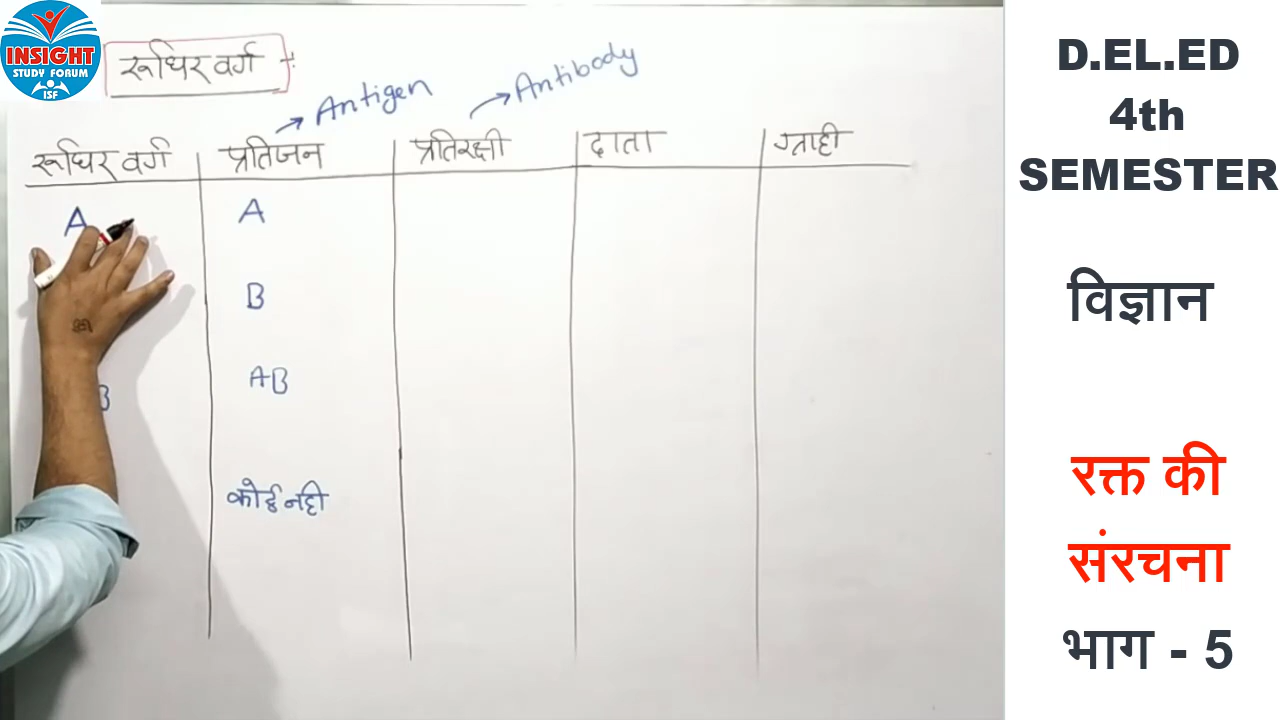 INSIGHT
STUDY FORUM
ISF
रूधिर वर्ग :-
→ Antigen
→ Antibody
रूधिर वर्ग
प्रतिजन
प्रतिरक्षी
दाता
ग्राही
A
A
B
AB
B
कोई नही
D.EL.ED
4th
SEMESTER
विज्ञान
रक्त की
संरचना
भाग - 5